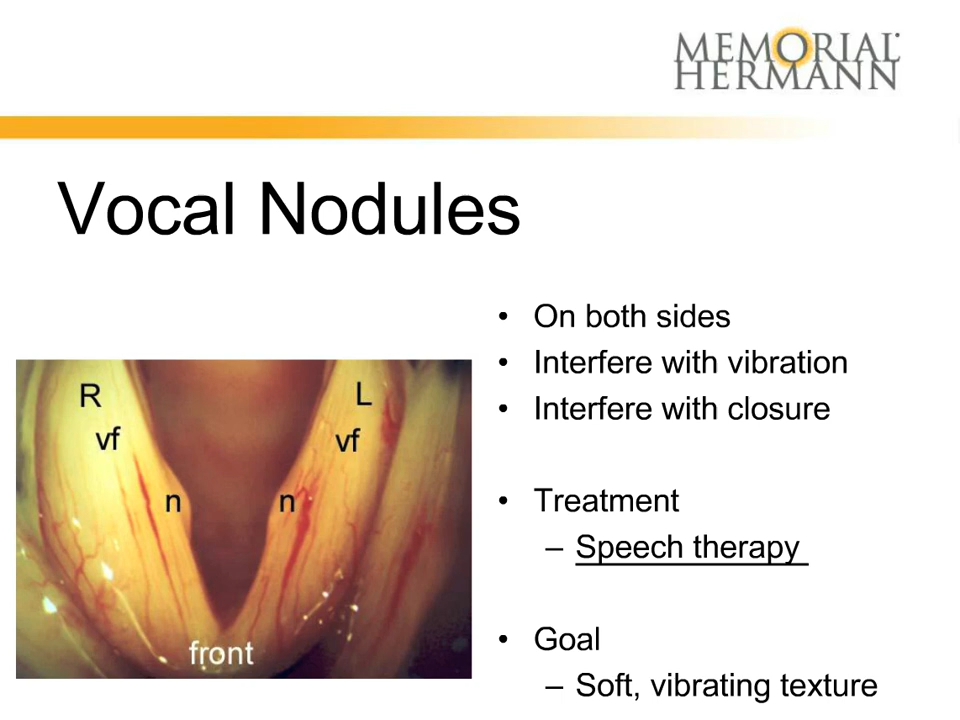 MEMORIAL
HERMANN
Vocal Nodules
• On both sides
• Interfere with vibration
• Interfere with closure
• Treatment
– Speech therapy
• Goal
– Soft, vibrating texture
R
L
vf
vf
n
n
front